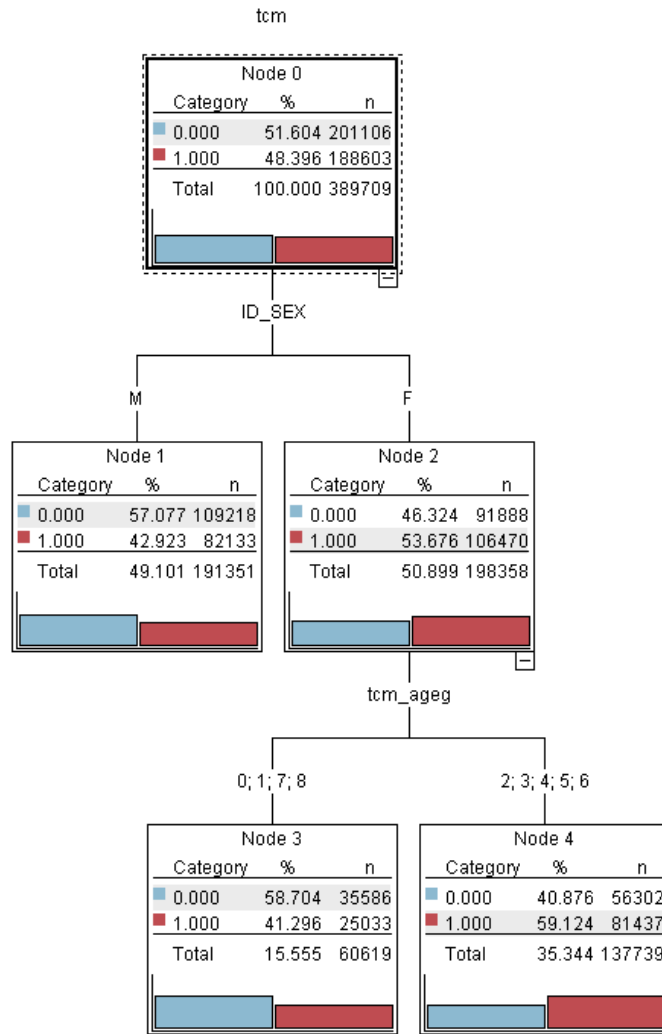 tcm
Node 0
Category % n
0.000 51.604 201106
1.000 48.396 188603
Total 100.000 389709
ID_SEX
M
F
Node 1
Category % n
0.000 57.077 109218
1.000 42.923 82133
Total 49.101 191351
Node 2
Category % n
0.000 46.324 91888
1.000 53.676 106470
Total 50.899 198358
tcm_ageg
0; 1; 7; 8
2; 3; 4; 5; 6
Node 3
Category % n
0.000 58.704 35586
1.000 41.296 25033
Total 15.555 60619
Node 4
Category % n
0.000 40.876 56302
1.000 59.124 81437
Total 35.344 137739